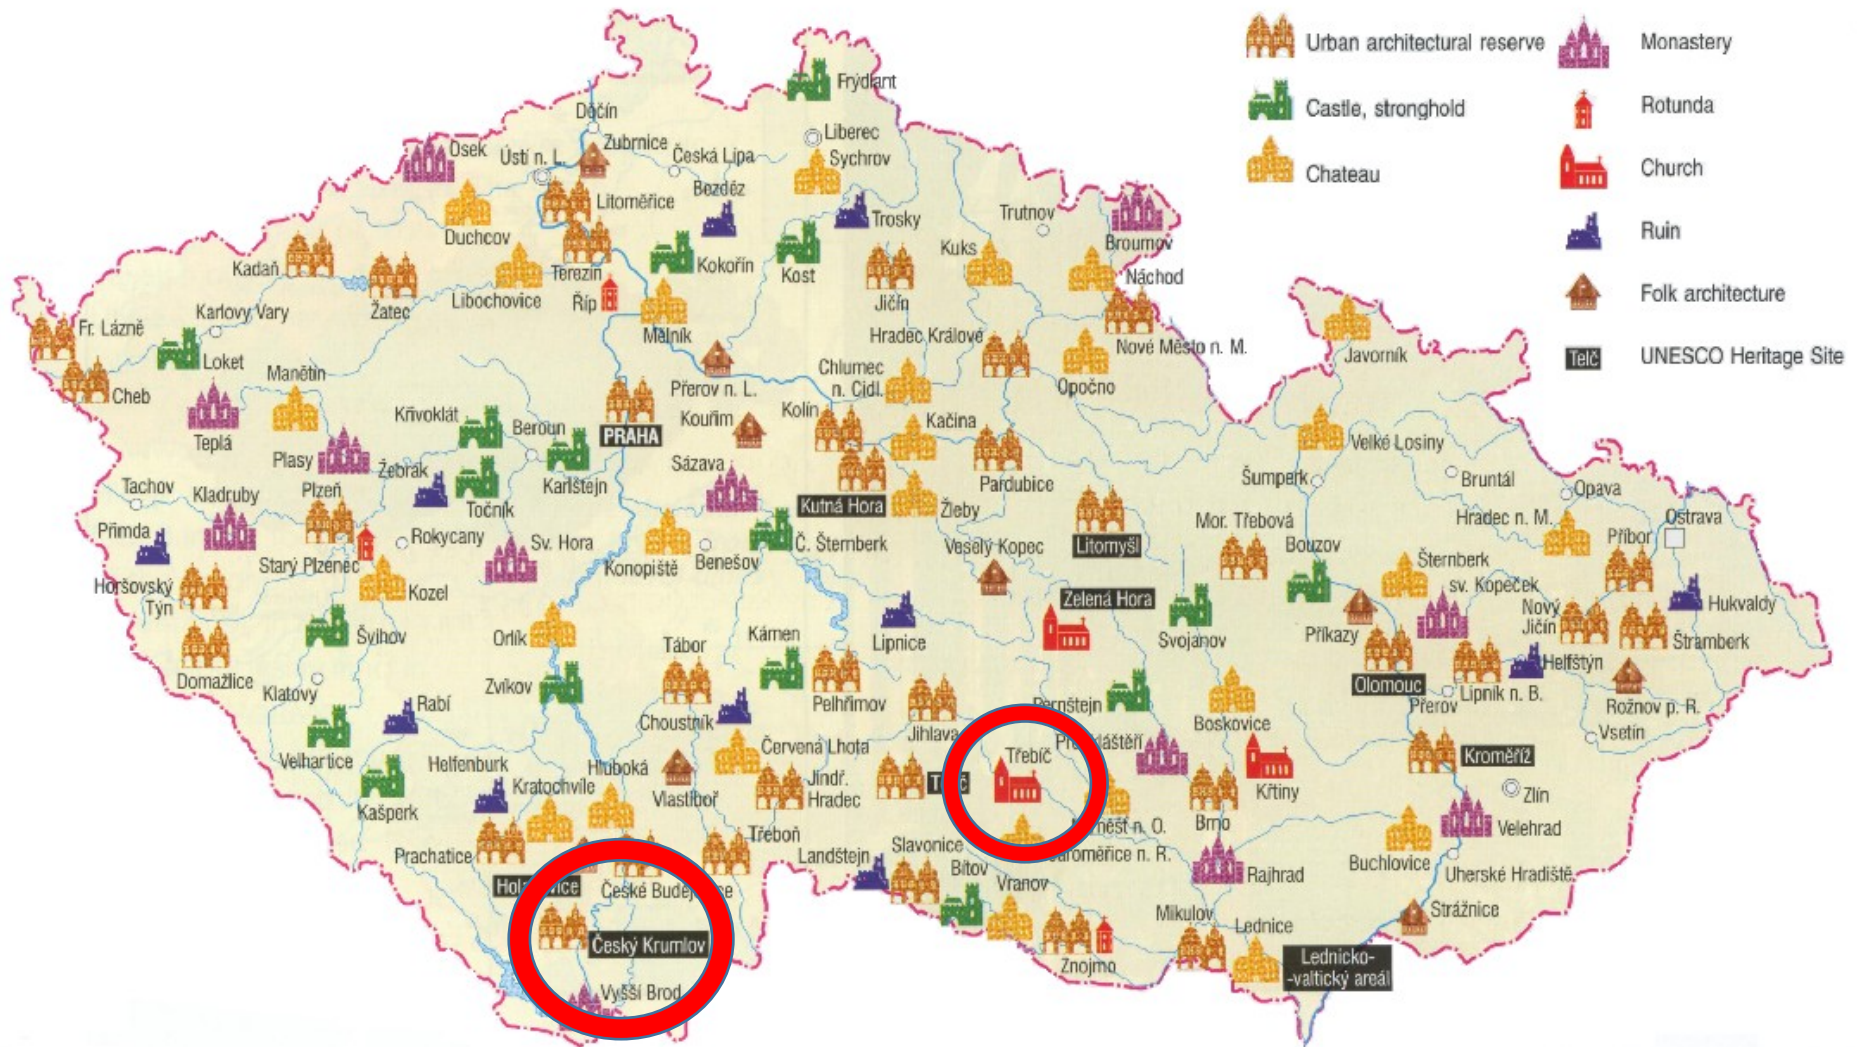 Urban architectural reserve
Monastery
Castle, stronghold
Rotunda
Chateau
Church
Ruin
Folk architecture
Telč
UNESCO Heritage Site
Frýdlant
Děčín
Liberec
Zubrnice
Osek
Ústí n. L.
Česká Lípa
Sychrov
Bezděz
Litoměřice
Trosky
Trutnov
Duchcov
Broumov
Kuks
Kadaň
Terezín
Kokořín
Kost
Náchod
Libochovice
Říp
Jičín
Karlovy Vary
Žatec
Fr. Lázně
Mělník
Hradec Králové
Nové Město n. M.
Javorník
Loket
Manětín
Přerov n. L.
Chlumec
n. Cidl.
Opočno
Cheb
Křivoklát
Beroun
Kouřim
Kolín
Kačina
PRAHA
Teplá
Velké Losiny
Plasy
Žebrák
Sázava
Šumperk
Bruntál
Tachov
Kladruby
Plzeň
Karlštejn
Pardubice
Opava
Točník
Kutná Hora
Žleby
Mor. Třebová
Hradec n. M.
Ostrava
Přimda
Rokycany
Sv. Hora
Č. Šternberk
Veselý Kopec
Litomyšl
Bouzov
Příbor
Starý Plzenec
Konopiště
Benešov
Šternberk
Horšovský
Týn
Kozel
Zelená Hora
sv. Kopeček
Nový
Jičín
Hukvaldy
Švihov
Orlík
Tábor
Kámen
Lipnice
Svojanov
Příkazy
Štramberk
Domažlice
Klatovy
Zvíkov
Helfštýn
Olomouc
Lipník n. B.
Rabí
Choustník
Pelhřimov
Pernštejn
Přerov
Rožnov p. R.
Jihlava
Boskovice
Vsetín
Velhartice
Helfenburk
Hluboká
Červená Lhota
Třebíč
Kroměříž
Kratochvíle
Vlastiboř
Jindř.
Hradec
Křtiny
Zlín
Kašperk
Brno
Velehrad
Prachatice
Třeboň
Landštejn
Slavonice
Buchlovice
Bítov
Vranov
Rajhrad
Uherské Hradiště
Mikulov
Lednice
Strážnice
Český Krumlov
Znojmo
Lednicko-
-valtický areál
Vyšší Brod